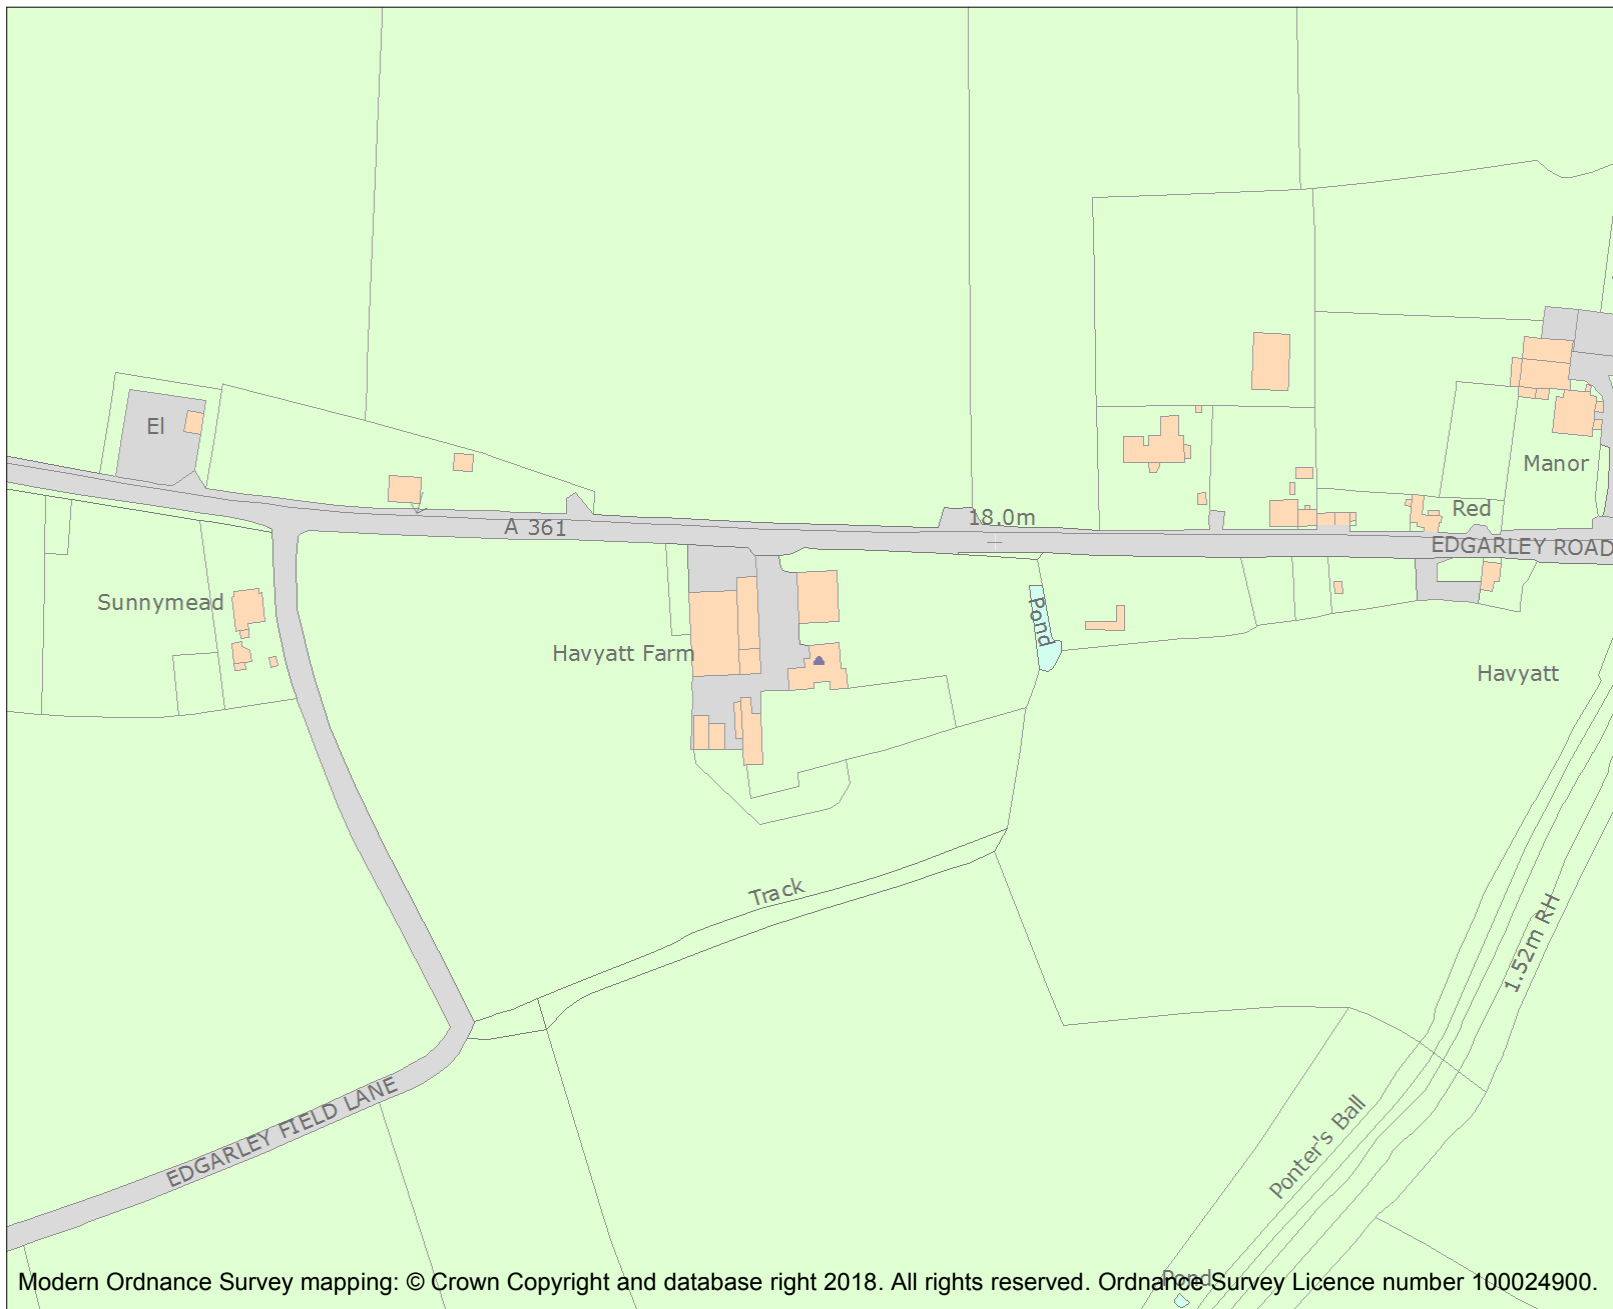 El
Manor
Red
18.0m
A 361
EDGARLEY ROAD
Sunnymead
Pond
Havyatt Farm
Havyatt
Track
1.52m RH
EDGARLEY FIELD LANE
Ponter's Ball
Pond
Modern Ordnance Survey mapping: © Crown Copyright and database right 2018. All rights reserved. Ordnance Survey Licence number 100024900.